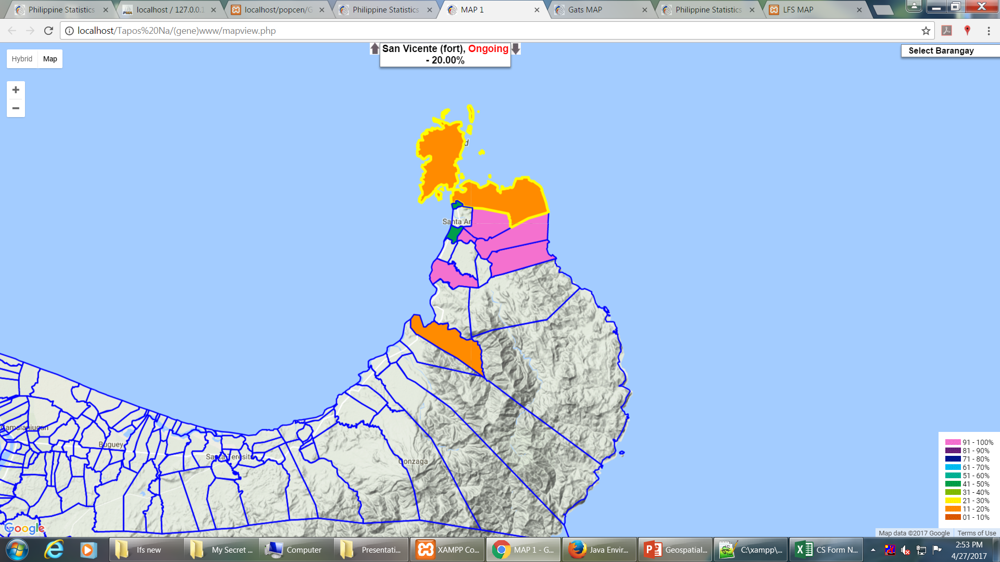 Philippine Statistics
localhost / 127.0.0.1
localhost/popcen/G
Philippine Statistics
MAP 1
Gats MAP
Philippine Statistics
LFS MAP
localhost/Tapos%20Na/(gene)www/mapview.php
Hybrid
Map
San Vicente (fort), Ongoing
- 20.00%
Select Barangay
+
−
d
Santa An
Camalaniugan
Buguey
Santa Teresita
Gonzaga
91 - 100%
81 - 90%
71 - 80%
61 - 70%
51 - 60%
41 - 50%
31 - 40%
21 - 30%
11 - 20%
01 - 10%
Google
Map data ©2017 Google
Terms of Use
lfs new
My Secret ...
Computer
Presentati...
XAMPP Co...
MAP 1 - G...
Java Envir...
Geospatial...
C:\xampp\...
CS Form N...
2:53 PM
4/27/2017